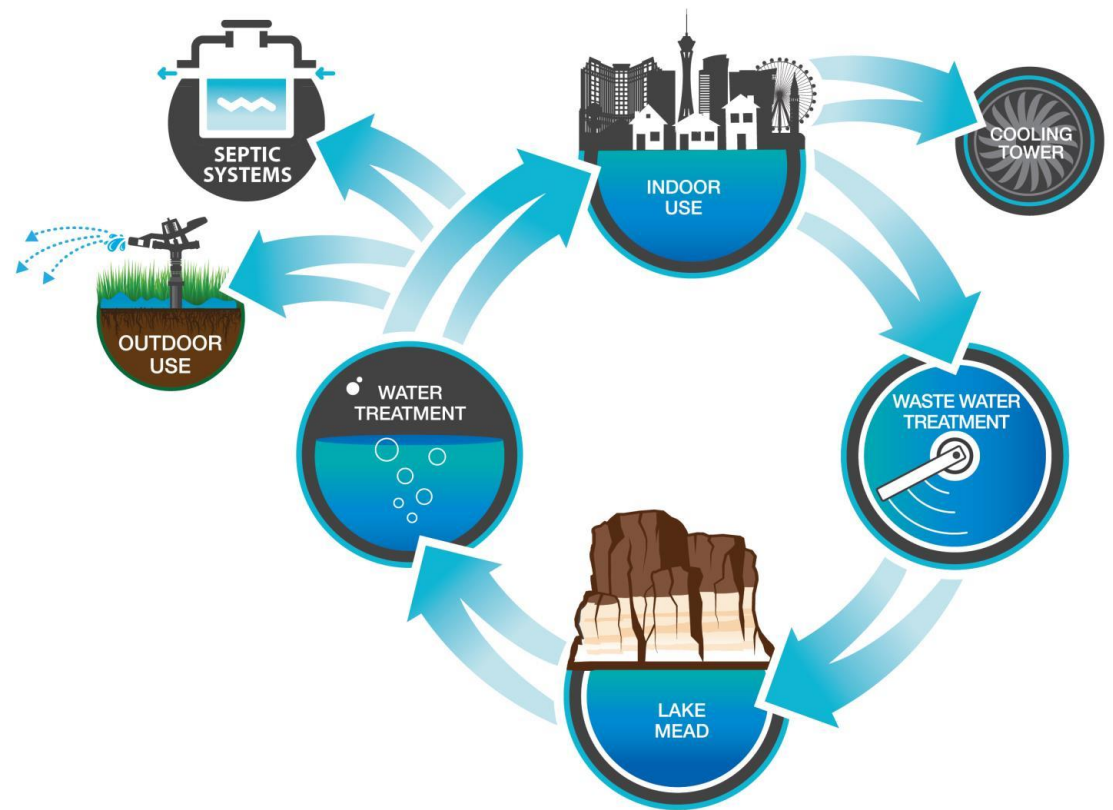 SEPTIC
SYSTEMS
INDOOR
USE
COOLING
TOWER
OUTDOOR
USE
WATER
TREATMENT
WASTE WATER
TREATMENT
LAKE
MEAD